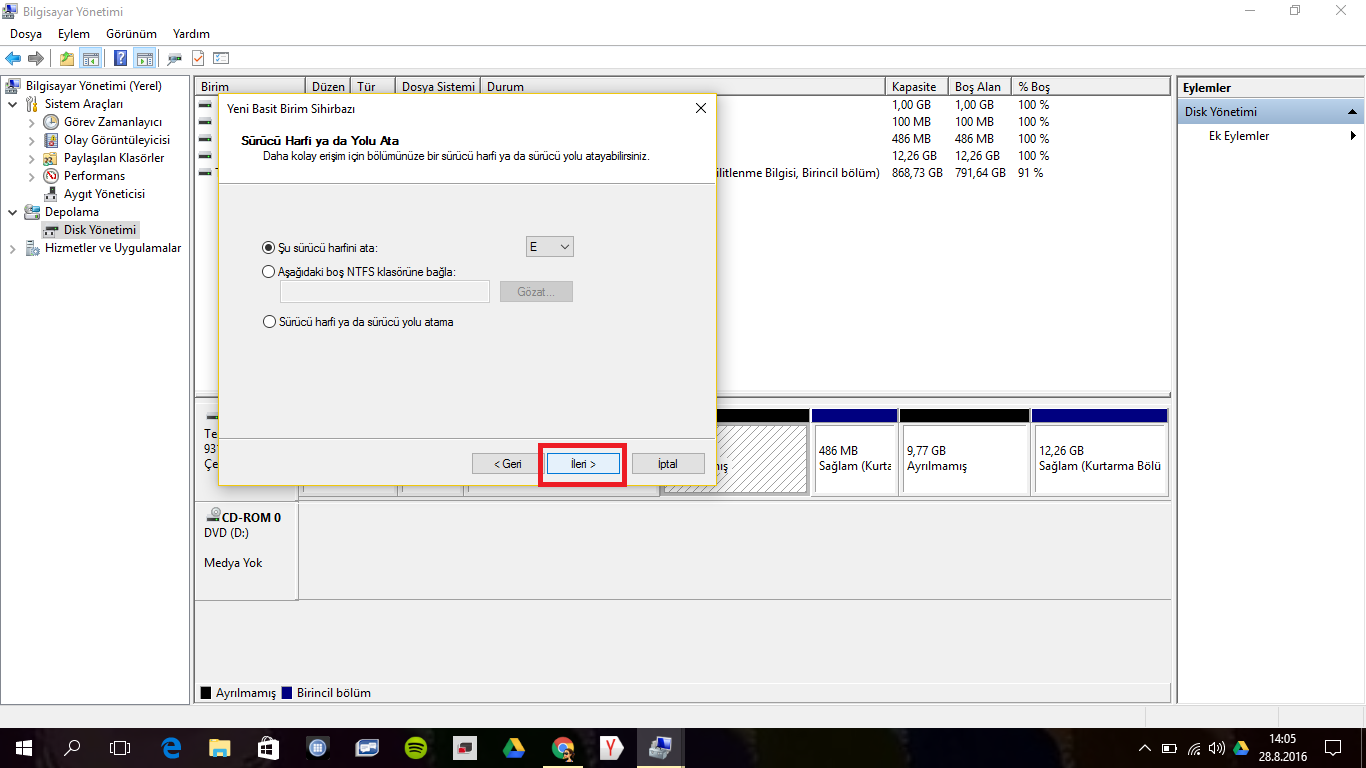 Bilgisayar Yönetimi
Dosya Eylem Görünüm Yardım
Bilgisayar Yönetimi (Yerel)
Sistem Araçları
Görev Zamanlayıcı
Olay Görüntüleyicisi
Paylaşılan Klasörler
Performans
Aygıt Yöneticisi
Depolama
Disk Yönetimi
Hizmetler ve Uygulamalar
Birim Düzen Tür Dosya Sistemi Durum Kapasite Boş Alan % Boş
1,00 GB 1,00 GB 100 %
100 MB 100 MB 100 %
486 MB 486 MB 100 %
12,26 GB 12,26 GB 100 %
ilitlenme Bilgisi, Birincil bölüm) 868,73 GB 791,64 GB 91 %
Yeni Basit Birim Sihirbazı
Sürücü Harfi ya da Yolu Ata
Daha kolay erişim için bölümünüze bir sürücü harfi ya da sürücü yolu atayabilirsiniz.
Şu sürücü harfini ata: E
Aşağıdaki boş NTFS klasörüne bağla:
Gözat...
Sürücü harfi ya da sürücü yolu atama
< Geri İleri > İptal
Te
931
Çe
ış
486 MB
Sağlam (Kurta
9,77 GB
Ayrılmamış
12,26 GB
Sağlam (Kurtarma Bölü
CD-ROM 0
DVD (D:)
Medya Yok
Ayrılmamış Birincil bölüm
Eylemler
Disk Yönetimi
Ek Eylemler
14:05
28.8.2016